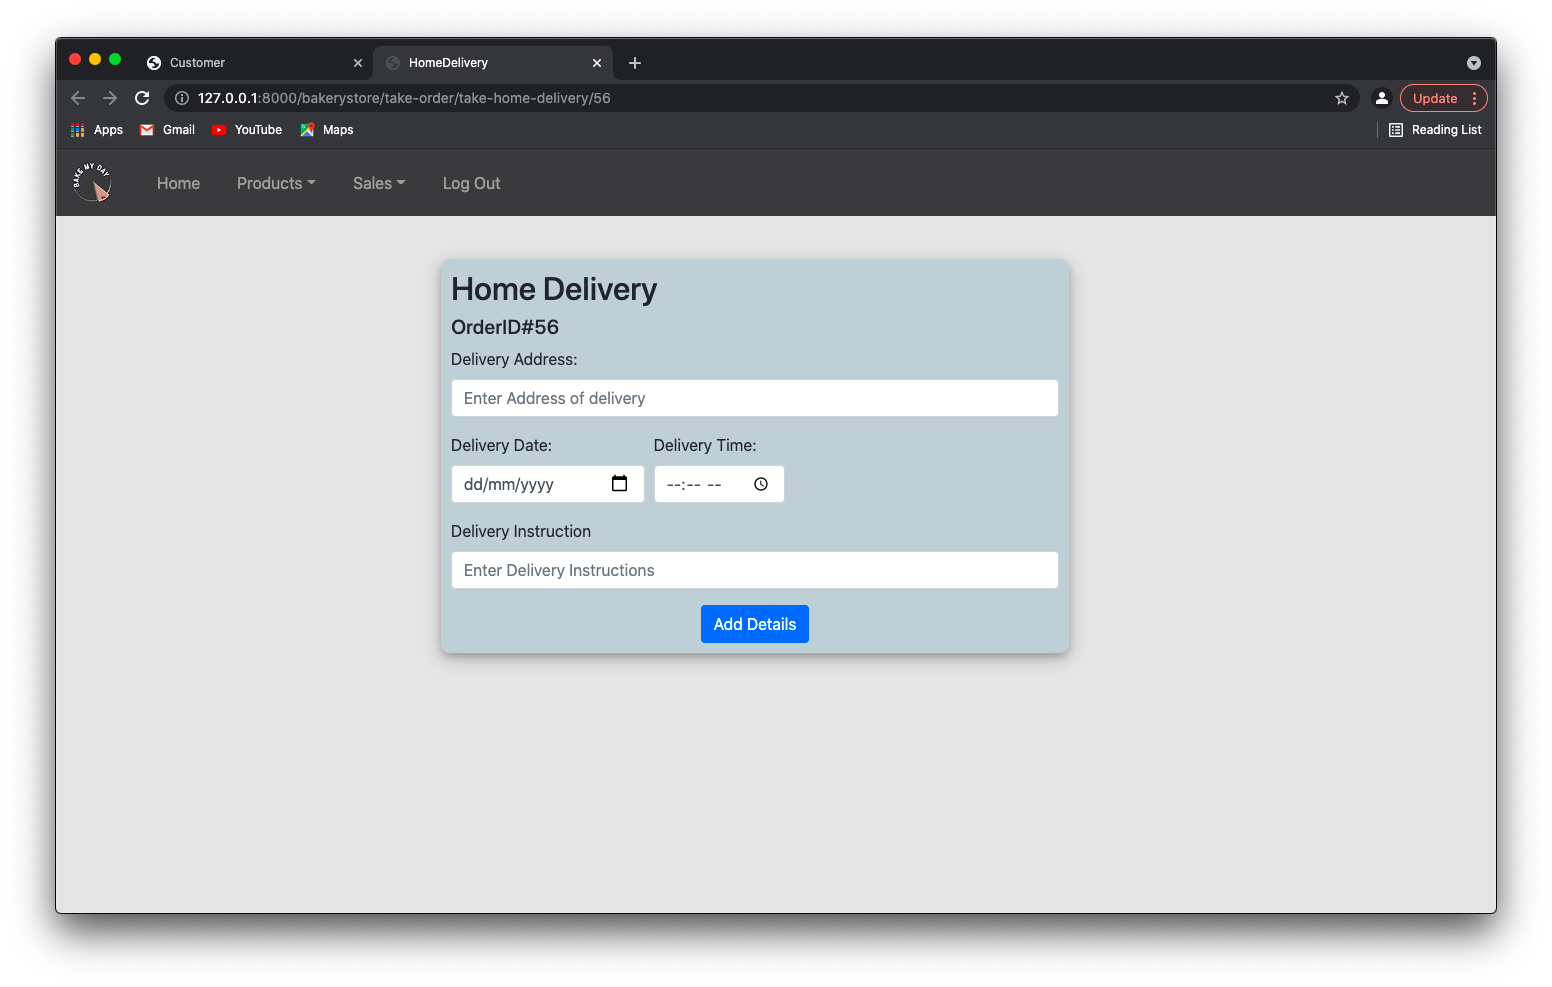 Customer
HomeDelivery
127.0.0.1:8000/bakerystore/take-order/take-home-delivery/56
Update
Apps
Gmail
YouTube
Maps
Reading List
BAKE MY DAY
Home
Products
Sales
Log Out
Home Delivery
OrderID#56
Delivery Address:
Enter Address of delivery
Delivery Date: Delivery Time:
dd/mm/yyyy --:-- --
Delivery Instruction
Enter Delivery Instructions
Add Details